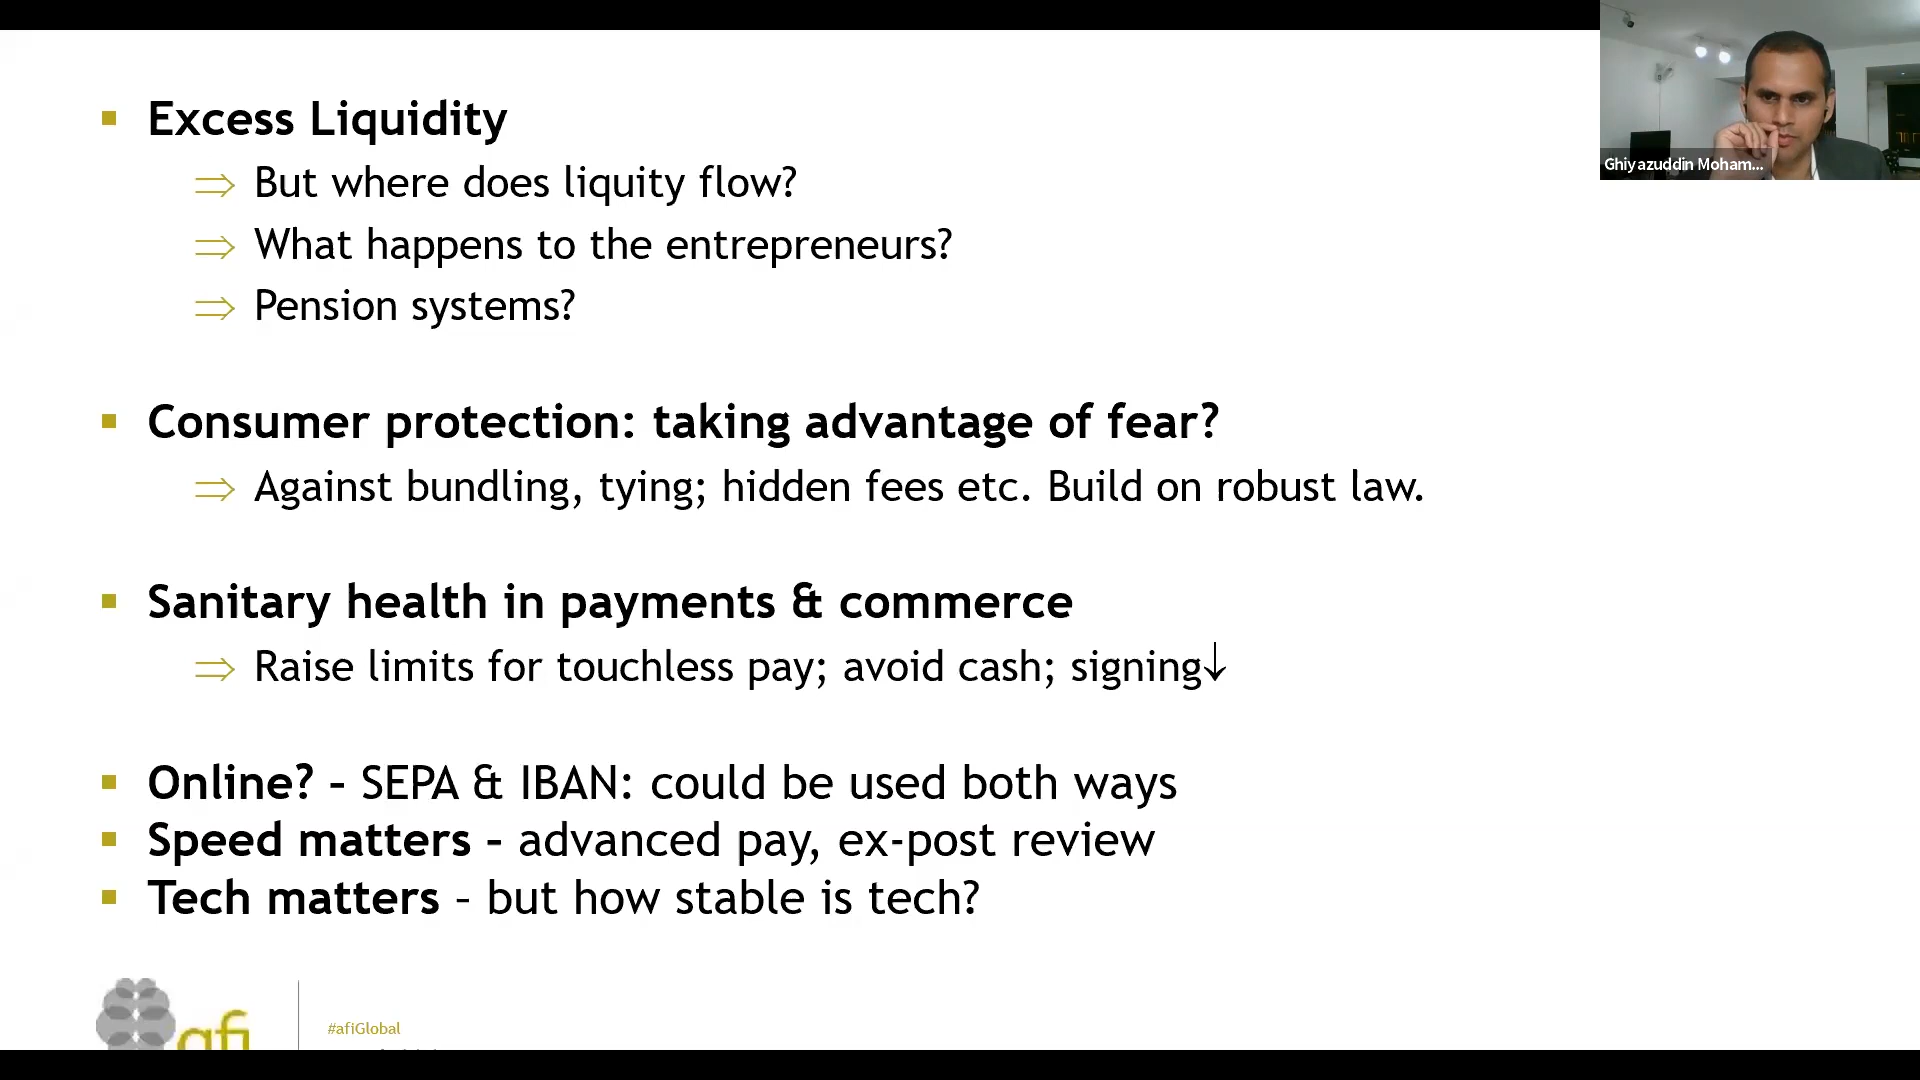 Excess Liquidity
But where does liquity flow?
What happens to the entrepreneurs?
Pension systems?
Consumer protection: taking advantage of fear?
Against bundling, tying; hidden fees etc. Build on robust law.
Sanitary health in payments & commerce
Raise limits for touchless pay; avoid cash; signing↓
Online? – SEPA & IBAN: could be used both ways
Speed matters – advanced pay, ex-post review
Tech matters – but how stable is tech?
afi
#afiGlobal
Ghiyazuddin Moham...